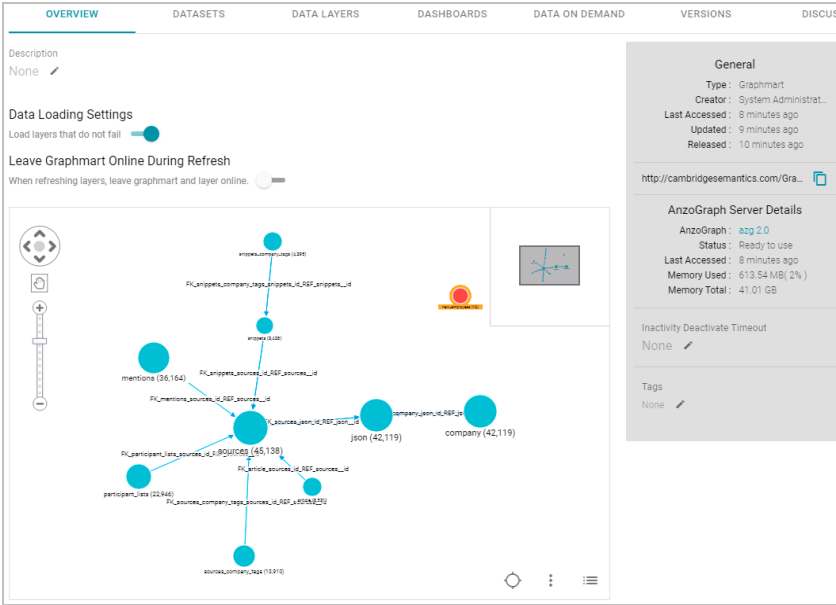 OVERVIEW
DATASETS
DATA LAYERS
DASHBOARDS
DATA ON DEMAND
VERSIONS
DISCUS
Description
None
Data Loading Settings
Load layers that do not fail
Leave Graphmart Online During Refresh
When refreshing layers, leave graphmart and layer online.
snippets_company_tags (4,395)
FK_snippets_company_tags_snippets_id_REF_snippets__id
snippets (3,436)
FK_snippets_sources_id_REF_sources__id
mentions (36,164)
FK_mentions_sources_id_REF_sources__id
FK_sources_json_id_REF_json__id
company_json_id_REF_js
sources (45,138)
json (42,119)
company (42,119)
FK_participant_lists_sources_id_
FK_article_sources_id_REF_sources__id
participant_lists (22,946)
FK_sources_company_tags_sources_id_REF_
sources_company_tags (13,910)
General
Type : Graphmart
Creator : System Administrat...
Last Accessed : 8 minutes ago
Updated : 9 minutes ago
Released : 10 minutes ago
http://cambridgesemantics.com/Gra...
AnzoGraph Server Details
AnzoGraph : azg 2.0
Status : Ready to use
Last Accessed : 8 minutes ago
Memory Used : 613.54 MB( 2% )
Memory Total : 41.01 GB
Inactivity Deactivate Timeout
None
Tags
None